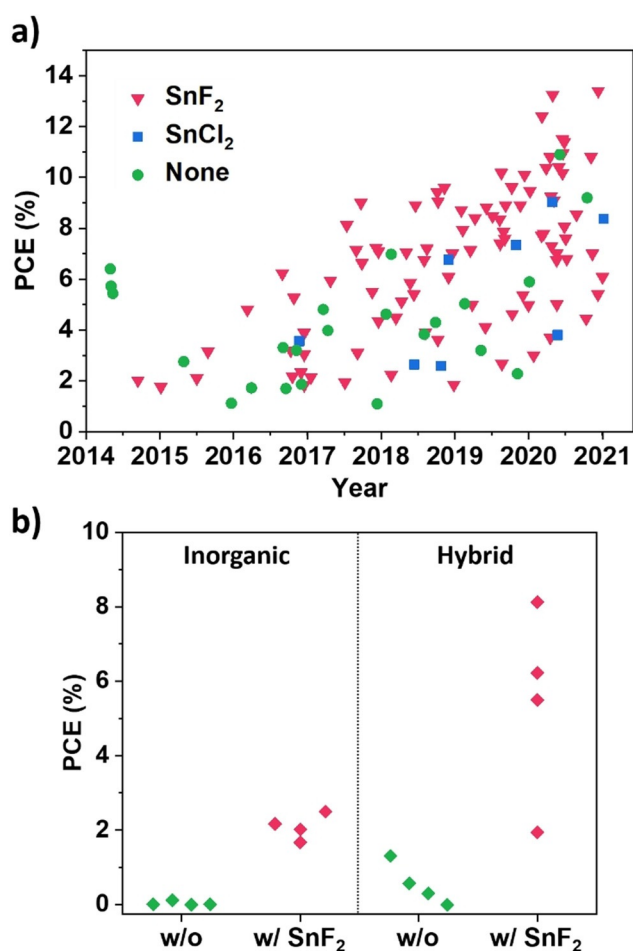 a)
14
12
10
8
6
4
2
0
PCE (%)
SnF₂
SnCl₂
None
2014 2015 2016 2017 2018 2019 2020 2021
Year
b)
10
8
6
4
2
0
PCE (%)
Inorganic Hybrid
w/o w/ SnF₂ w/o w/ SnF₂